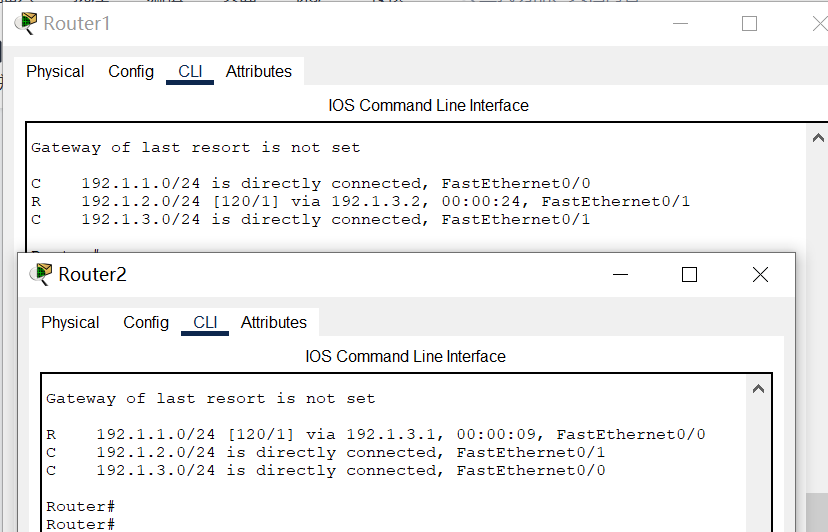 Router1
Physical Config CLI Attributes
IOS Command Line Interface
Gateway of last resort is not set
C    192.1.1.0/24 is directly connected, FastEthernet0/0
R    192.1.2.0/24 [120/1] via 192.1.3.2, 00:00:24, FastEthernet0/1
C    192.1.3.0/24 is directly connected, FastEthernet0/1
Router2
Physical Config CLI Attributes
IOS Command Line Interface
Gateway of last resort is not set
R    192.1.1.0/24 [120/1] via 192.1.3.1, 00:00:09, FastEthernet0/0
C    192.1.2.0/24 is directly connected, FastEthernet0/1
C    192.1.3.0/24 is directly connected, FastEthernet0/0
Router#
Router#